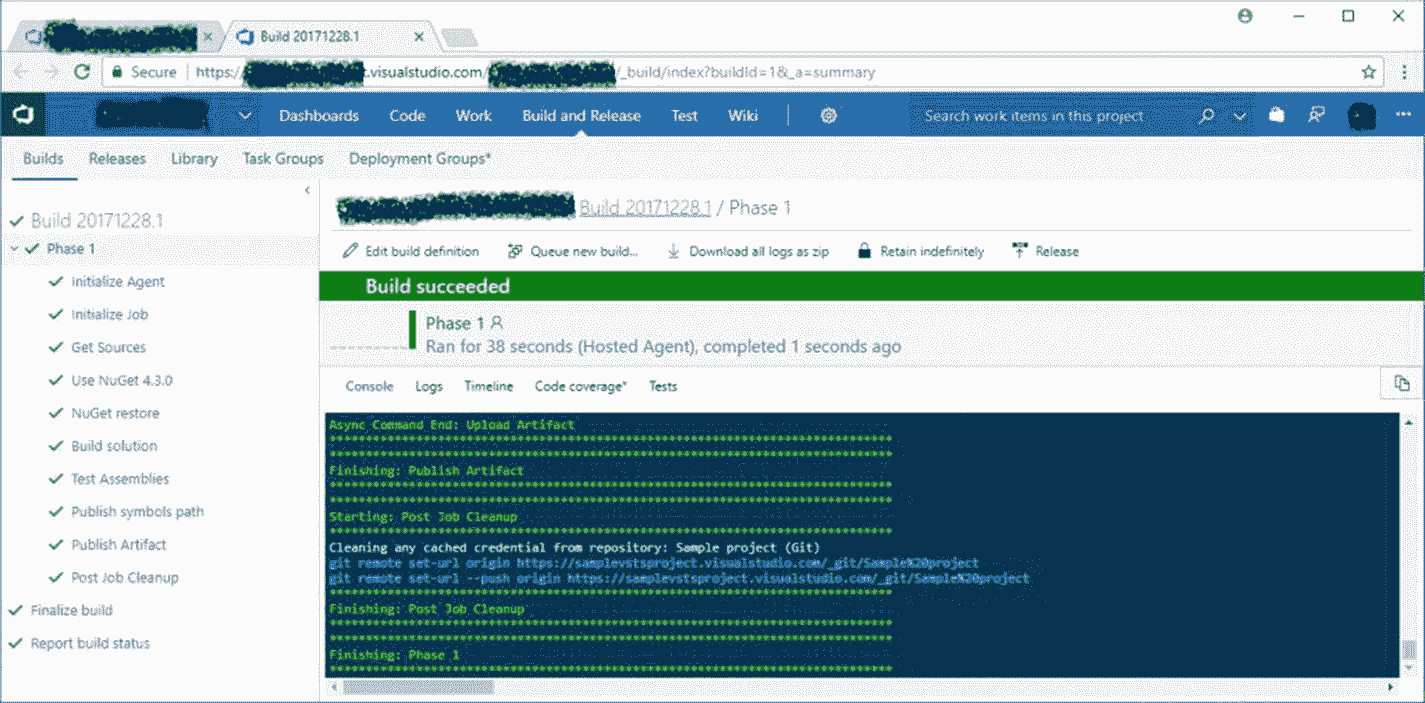 Build 20171228.1
Secure https:// .visualstudio.com/ /_build/index?buildId=1&_a=summary
Dashboards Code Work Build and Release Test Wiki Search work items in this project
Builds Releases Library Task Groups Deployment Groups*
Build 20171228.1
Phase 1
Initialize Agent
Initialize Job
Get Sources
Use NuGet 4.3.0
NuGet restore
Build solution
Test Assemblies
Publish symbols path
Publish Artifact
Post Job Cleanup
Finalize build
Report build status
Build 20171228.1 / Phase 1
Edit build definition Queue new build... Download all logs as zip Retain indefinitely Release
Build succeeded
Phase 1
Ran for 38 seconds (Hosted Agent), completed 1 seconds ago
Console Logs Timeline Code coverage* Tests
Async Command End: Upload Artifact
******************************************************************************
******************************************************************************
Finishing: Publish Artifact
******************************************************************************
******************************************************************************
Starting: Post Job Cleanup
******************************************************************************
Cleaning any cached credential from repository: Sample project (Git)
git remote set-url origin https://samplevstsproject.visualstudio.com/_git/Sample%20project
git remote set-url --push origin https://samplevstsproject.visualstudio.com/_git/Sample%20project
******************************************************************************
Finishing: Post Job Cleanup
******************************************************************************
******************************************************************************
Finishing: Phase 1
******************************************************************************